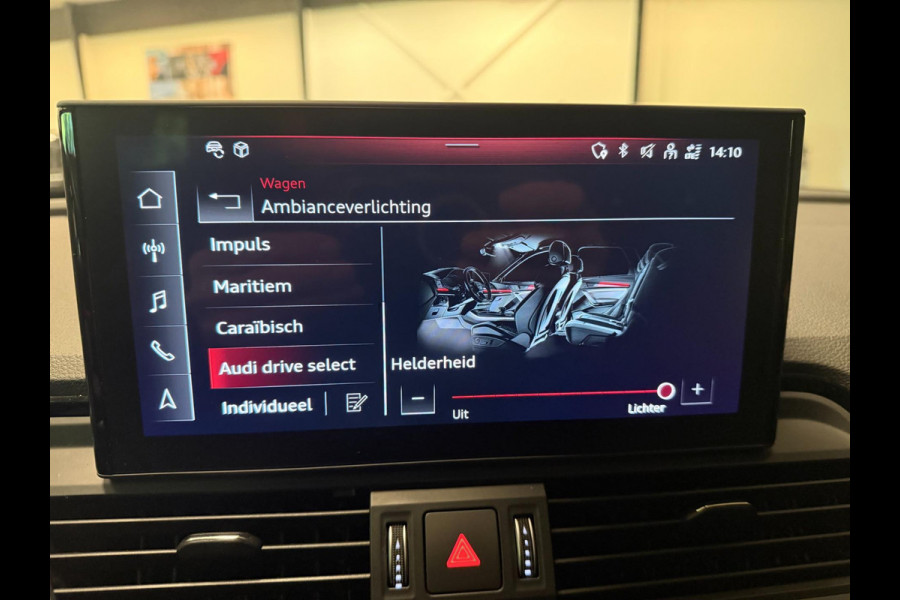 14:10
Wagen
Ambianceverlichting
Impuls
Maritiem
Caraïbisch
Audi drive select
Individueel
Helderheid
−
+
Uit
Lichter